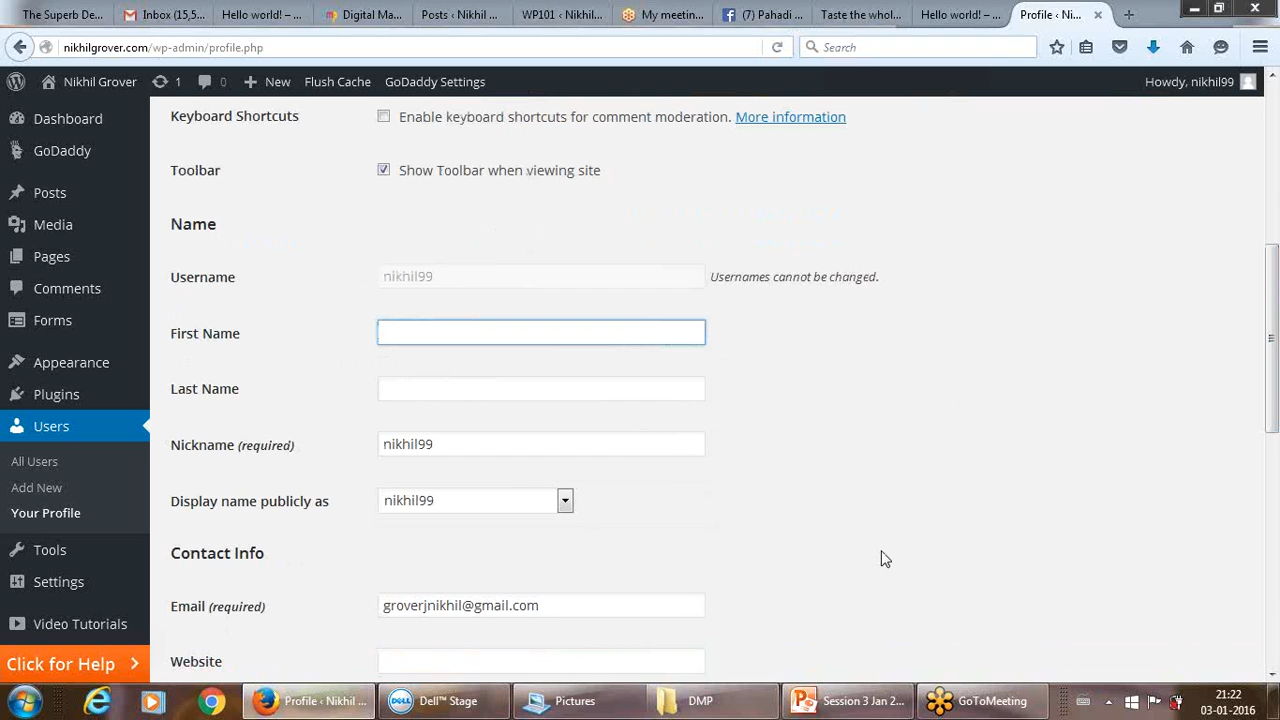 The Superb De...
Inbox (15,5...
Hello world! – ...
Digital Ma...
Posts ‹ Nikhil ...
WP101 ‹ Nikhil...
My meetin...
(7) Pahadi ...
Taste the whol...
Hello world! – ...
Profile ‹ Ni...
nikhilgrover.com/wp-admin/profile.php
Search
Nikhil Grover
1
0
New
Flush Cache
GoDaddy Settings
Howdy, nikhil99
Dashboard
GoDaddy
Posts
Media
Pages
Comments
Forms
Appearance
Plugins
Users
All Users
Add New
Your Profile
Tools
Settings
Video Tutorials
Click for Help
Keyboard Shortcuts
Enable keyboard shortcuts for comment moderation. More information
Toolbar
Show Toolbar when viewing site
Name
Username
nikhil99
Usernames cannot be changed.
First Name
Last Name
Nickname (required)
nikhil99
Display name publicly as
nikhil99
Contact Info
Email (required)
groverjnikhil@gmail.com
Website
Profile ‹ Nikhil ...
Dell™ Stage
Pictures
DMP
Session 3 Jan 2...
GoToMeeting
21:22
03-01-2016